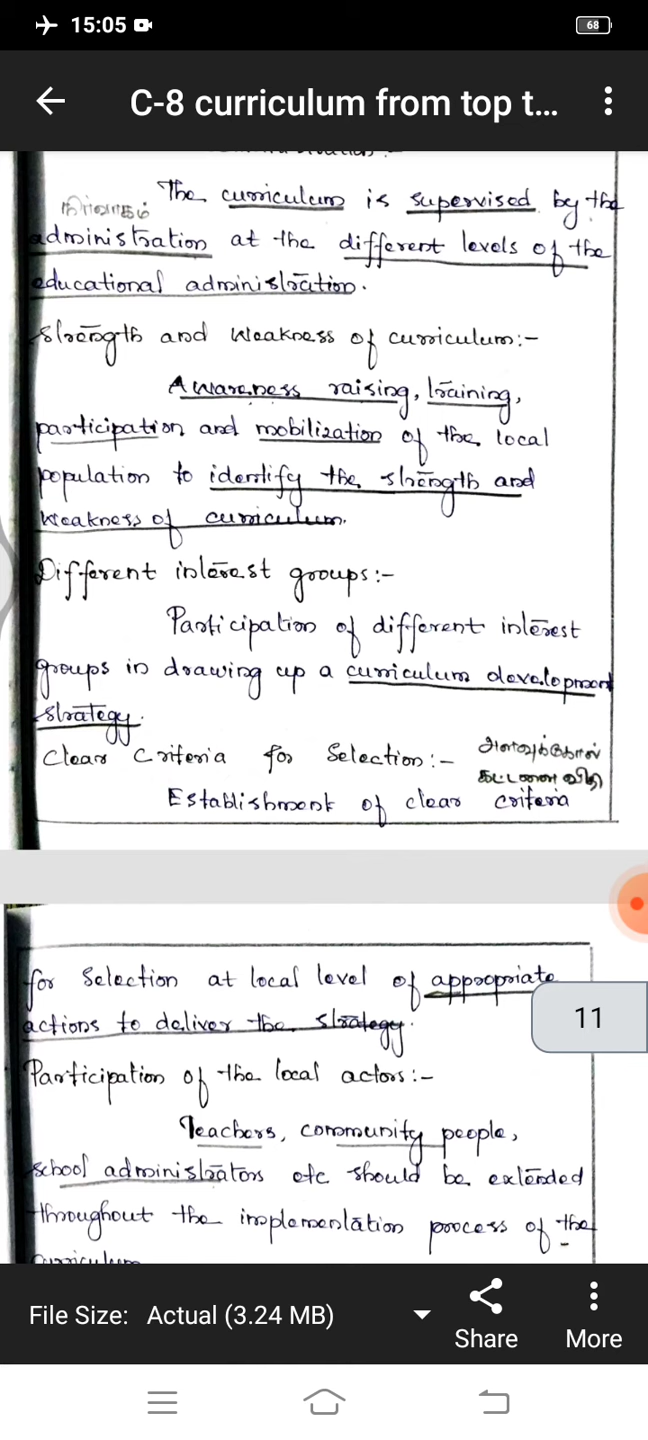 15:05
68
C-8 curriculum from top t...
The curriculum is supervised by the
நிர்வாகம்
administration at the different levels of the
educational administration.
Strength and weakness of curriculum:-
Awareness raising, training,
participation and mobilization of the local
population to identify the strength and
weakness of curriculum.
Different interest groups:-
Participation of different interest
groups in drawing up a curriculum development
strategy.
Clear Criteria for Selection:- அளவுகோல்
கட்டளை விதி
Establishment of clear criteria
for Selection at local level of appropriate
actions to deliver the strategy.
11
Participation of the local actors:-
Teachers, community people,
school administrators etc should be extended
throughout the implementation process of the
curriculum
File Size: Actual (3.24 MB)
Share
More